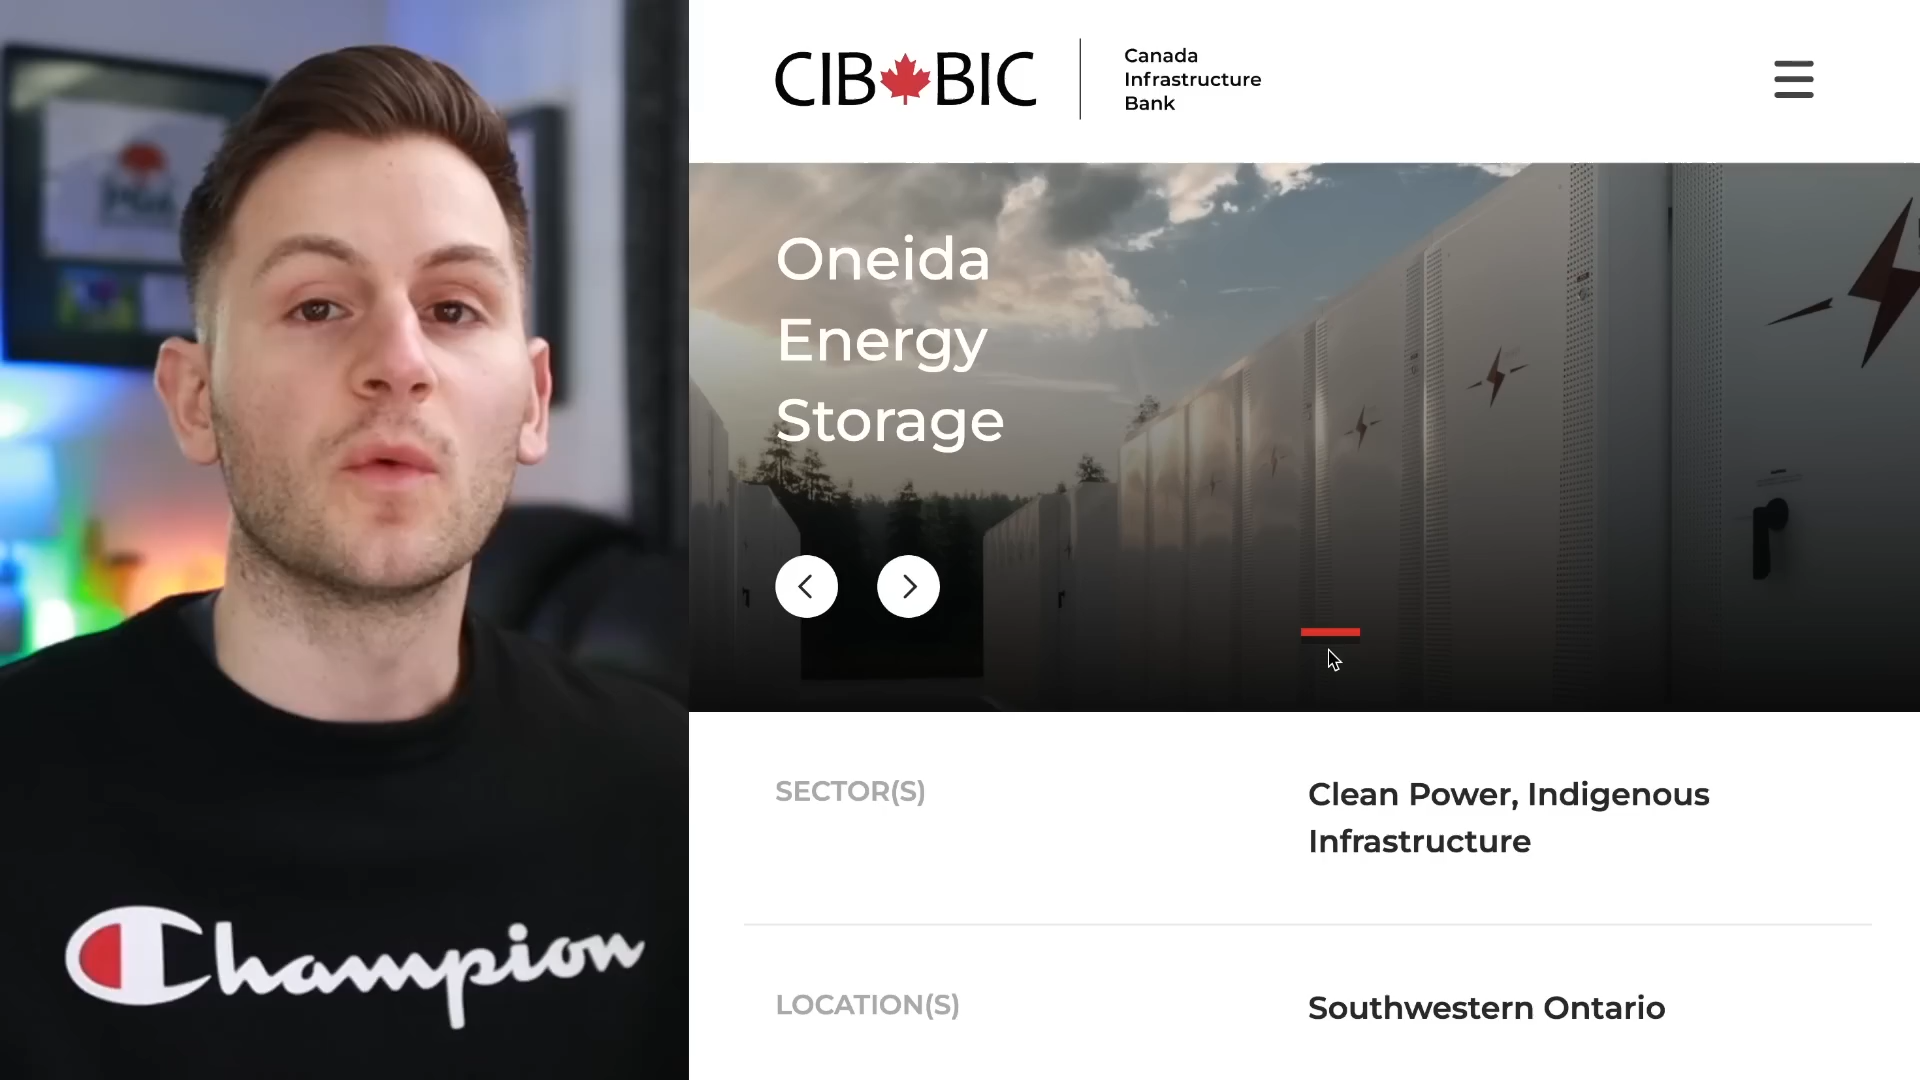 CIB BIC
Canada
Infrastructure
Bank
Oneida
Energy
Storage
SECTOR(S)
Clean Power, Indigenous
Infrastructure
LOCATION(S)
Southwestern Ontario
Champion